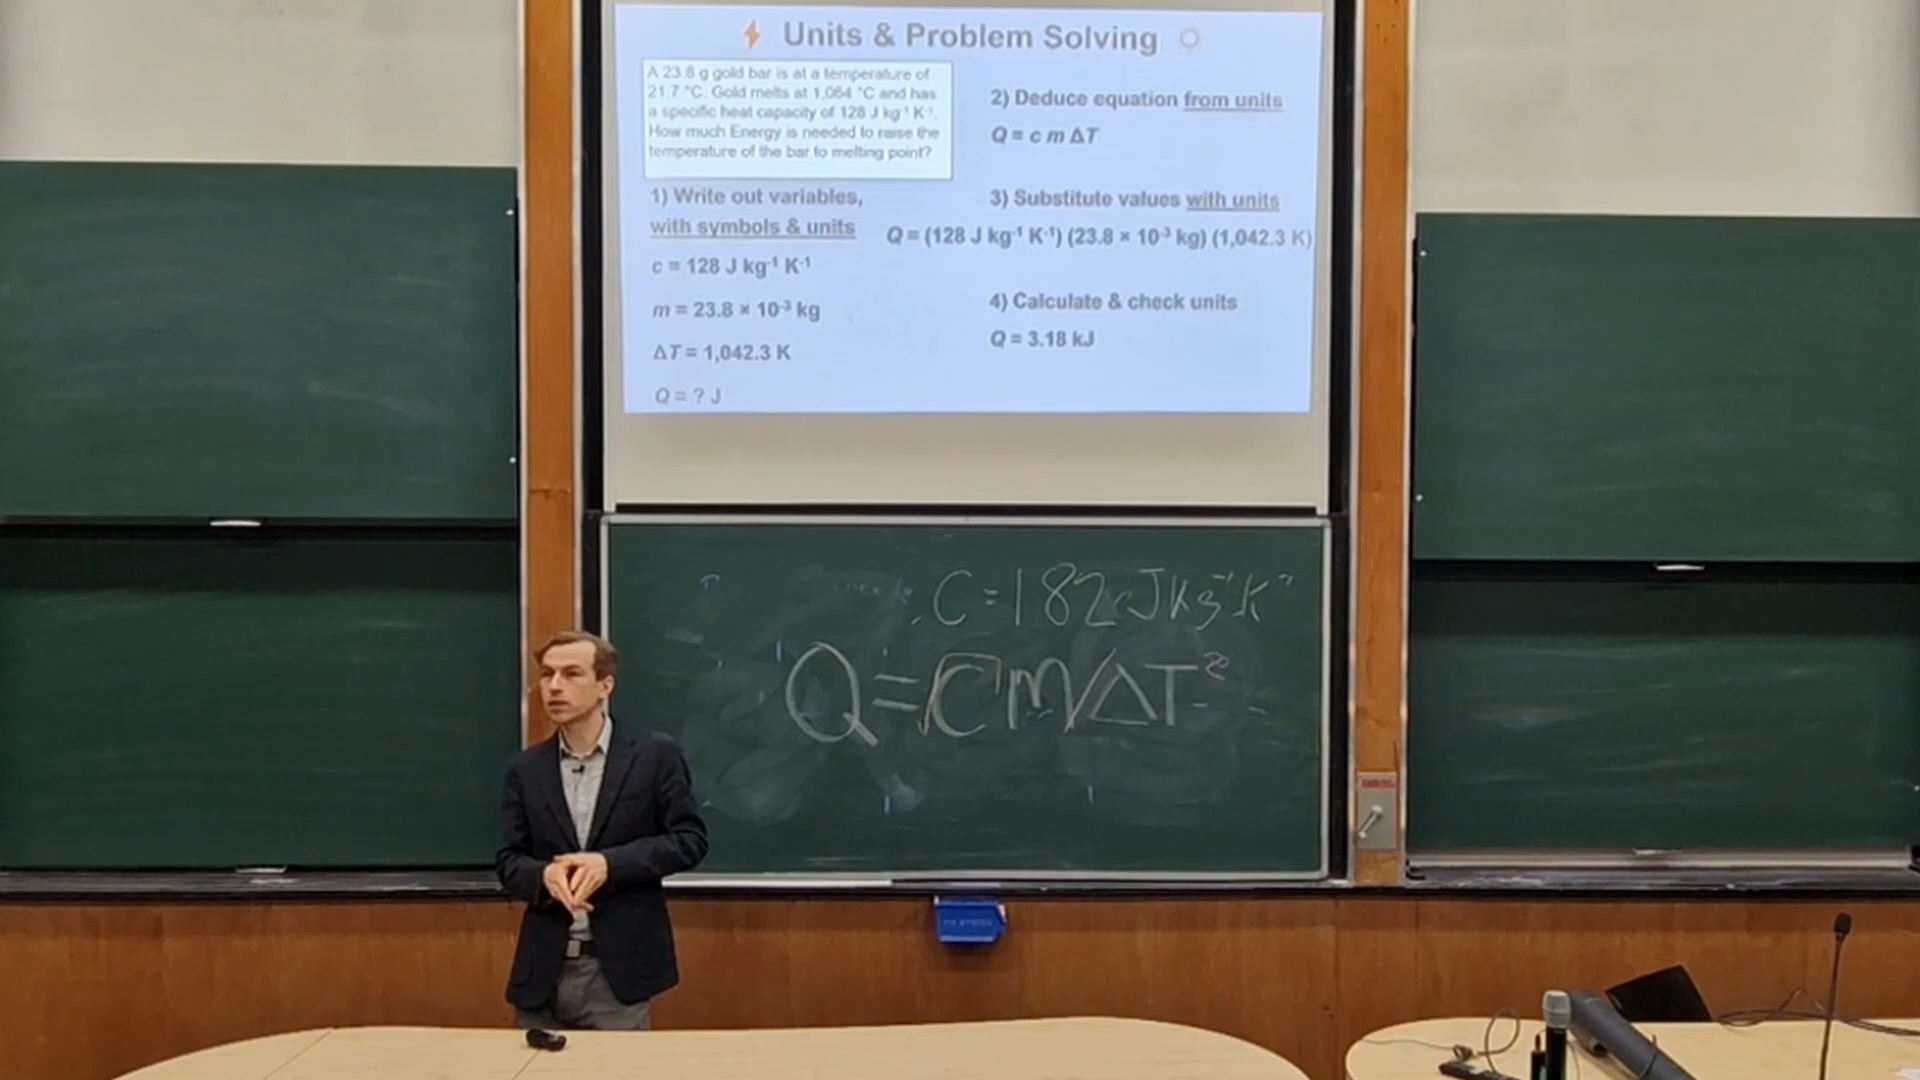 Units & Problem Solving
A 23.8 g gold bar is at a temperature of
21.7 °C. Gold melts at 1,064 °C and has
a specific heat capacity of 128 J kg⁻¹ K⁻¹.
How much Energy is needed to raise the
temperature of the bar to melting point?
1) Write out variables,
with symbols & units
c = 128 J kg⁻¹ K⁻¹
m = 23.8 × 10⁻³ kg
ΔT = 1,042.3 K
Q = ? J
2) Deduce equation from units
Q = c m ΔT
3) Substitute values with units
Q = (128 J kg⁻¹ K⁻¹) (23.8 × 10⁻³ kg) (1,042.3 K)
4) Calculate & check units
Q = 3.18 kJ
C=182 J kg⁻¹ K⁻¹
Q=CmΔT